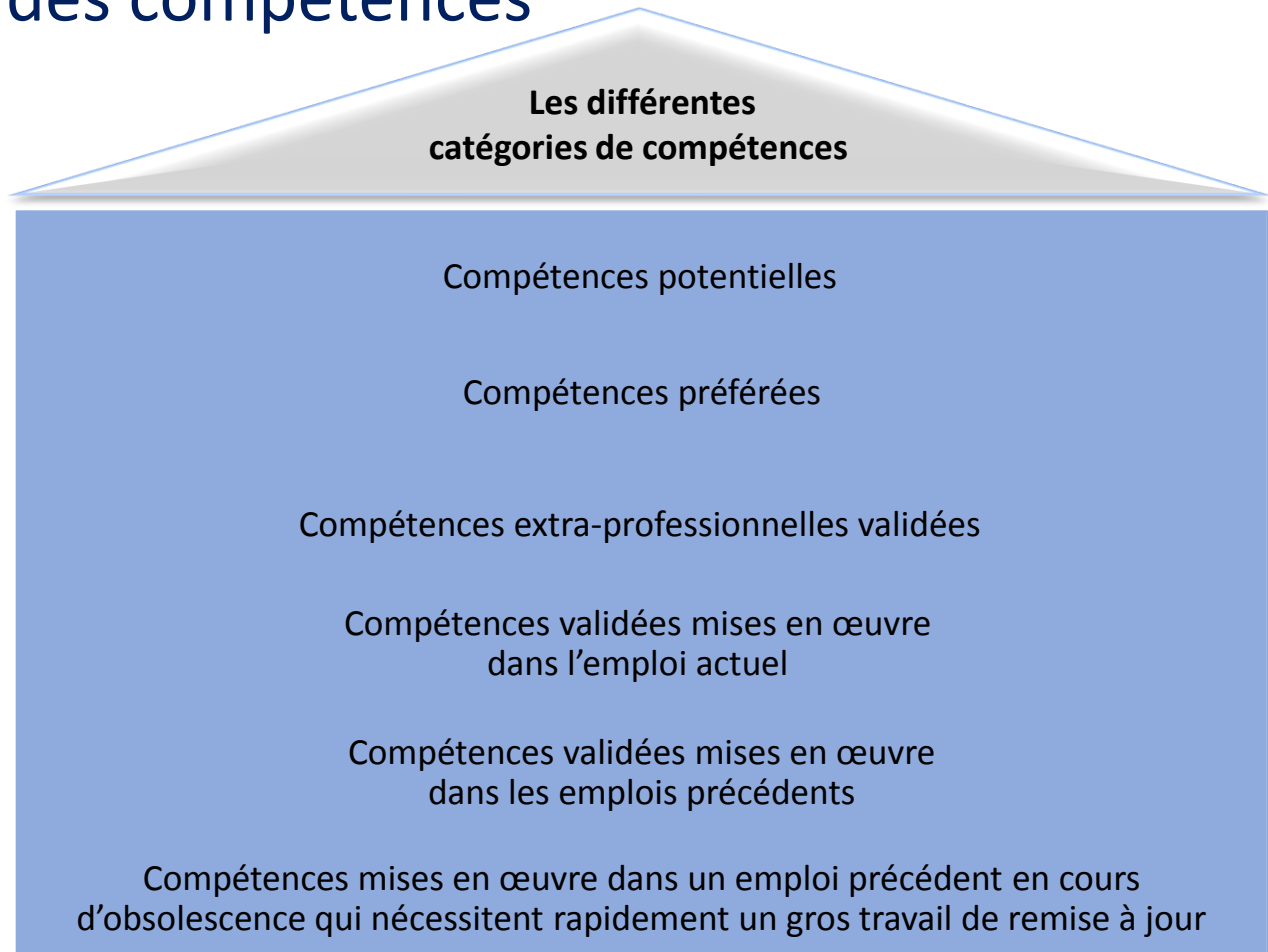 des compétences
Les différentes
catégories de compétences
Compétences potentielles
Compétences préférées
Compétences extra-professionnelles validées
Compétences validées mises en œuvre
dans l’emploi actuel
Compétences validées mises en œuvre
dans les emplois précédents
Compétences mises en œuvre dans un emploi précédent en cours
d’obsolescence qui nécessitent rapidement un gros travail de remise à jour